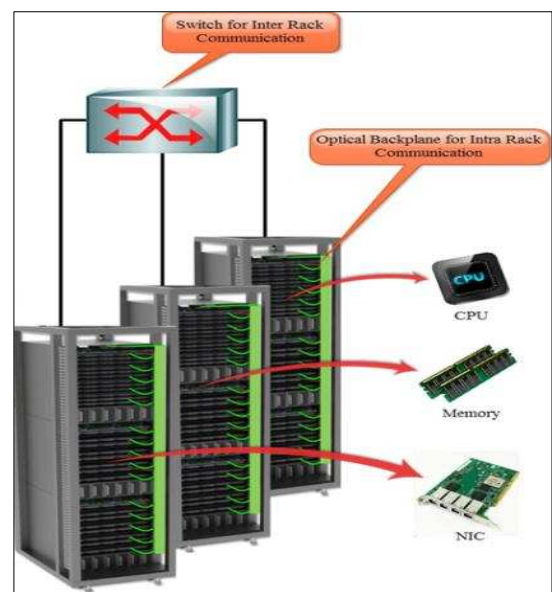 Switch for Inter Rack
Communication
Optical Backplane for Intra Rack
Communication
CPU
CPU
Memory
NIC